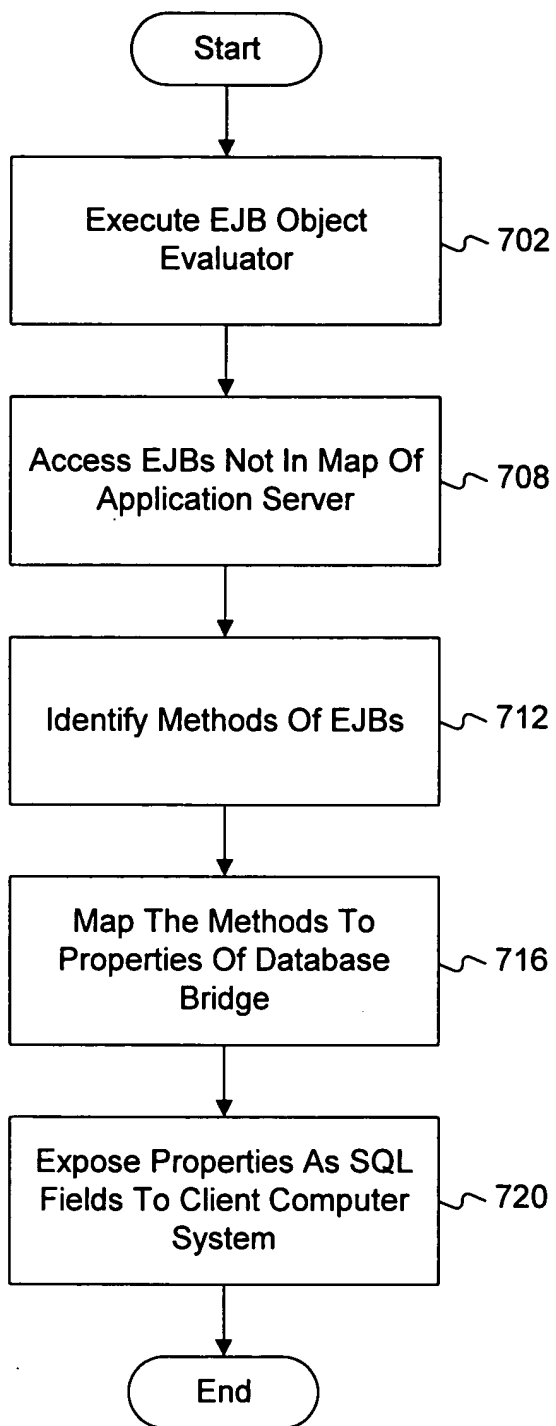 Start
Execute EJB Object
Evaluator
702
Access EJBs Not In Map Of
Application Server
708
Identify Methods Of EJBs
712
Map The Methods To
Properties Of Database
Bridge
716
Expose Properties As SQL
Fields To Client Computer
System
720
End